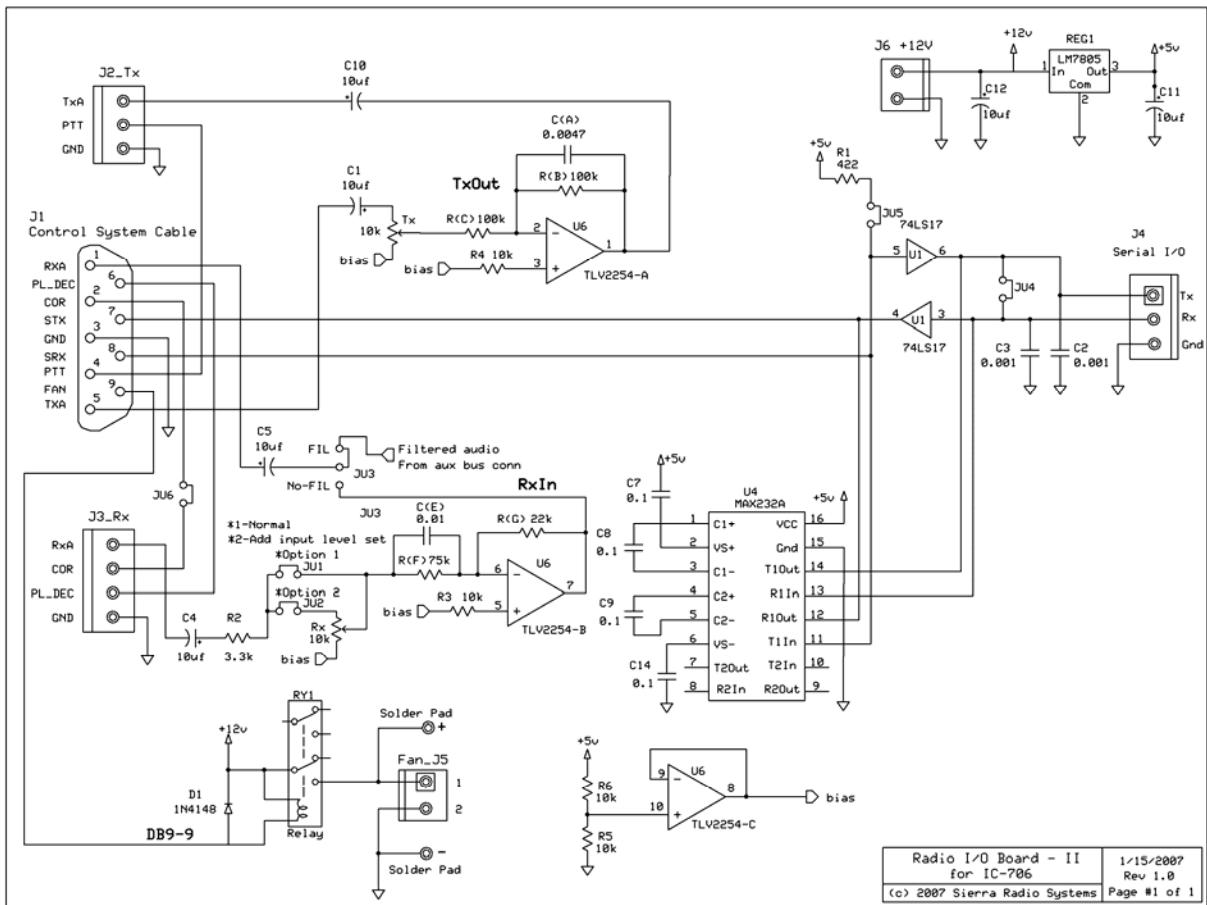 J2_Tx
TxA
PTT
GND
C10
10uf
C(A)
0.0047
R(B)100k
TxOut
C1
10uf
Tx
10k
bias
R(C)100k
R4 10k
bias
2
3
1
U6
TLV2254-A
J6 +12V
+12v
REG1
LM7805
In Out
Com
1
3
2
+5v
C12
10uf
C11
10uf
+5v
R1
422
JU5
74LS17
5
U1
6
4
U1
3
74LS17
JU4
C3
0.001
C2
0.001
J4
Serial I/O
Tx
Rx
Gnd
J1
Control System Cable
RXA
PL_DEC
COR
STX
GND
SRX
PTT
FAN
TXA
1
6
2
7
3
8
4
9
5
C5
10uf
FIL
JU3
No-FIL
Filtered audio
From aux bus conn
RxIn
JU3
JU6
J3_Rx
RxA
COR
PL_DEC
GND
*1-Normal
*2-Add input level set
*Option 1
JU1
*Option 2
JU2
C(E)
0.01
R(F)75k
R(G) 22k
R3 10k
bias
6
5
7
U6
TLV2254-B
C4
10uf
R2
3.3k
Rx
10k
bias
+5v
C7
0.1
C8
0.1
C9
0.1
C14
0.1
U4
MAX232A
+5v
1 C1+ VCC 16
2 VS+ Gnd 15
3 C1- T1Out 14
4 C2+ R1In 13
5 C2- R1Out 12
6 VS- T1In 11
7 T2Out T2In 10
8 R2In R2Out 9
RY1
+12v
D1
1N4148
DB9-9
Relay
Solder Pad
+
Fan_J5
1
2
-
Solder Pad
+5v
R6
10k
R5
10k
9
10
8
U6
TLV2254-C
bias
Radio I/O Board - II
for IC-706
(c) 2007 Sierra Radio Systems
1/15/2007
Rev 1.0
Page #1 of 1